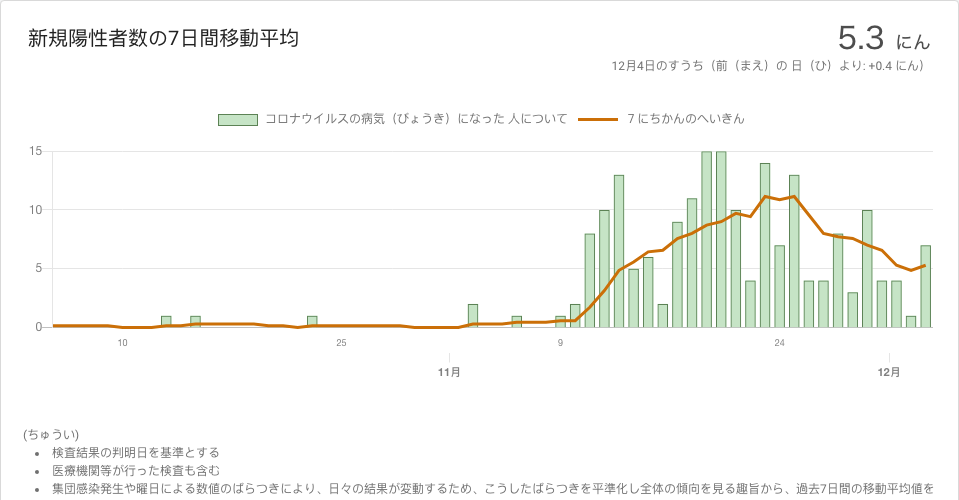 新規陽性者数の7日間移動平均
5.3 にん
12月4日のすうち（前（まえ）の 日（ひ）より: +0.4 にん）
コロナウイルスの病気（びょうき）になった 人について
７にちかんのへいきん
15
10
5
0
10
25
9
24
11月
12月
(ちゅうい)
• 検査結果の判明日を基準とする
• 医療機関等が行った検査も含む
• 集団感染発生や曜日による数値のばらつきにより、日々の結果が変動するため、こうしたばらつきを平準化し全体の傾向を見る趣旨から、過去7日間の移動平均値を